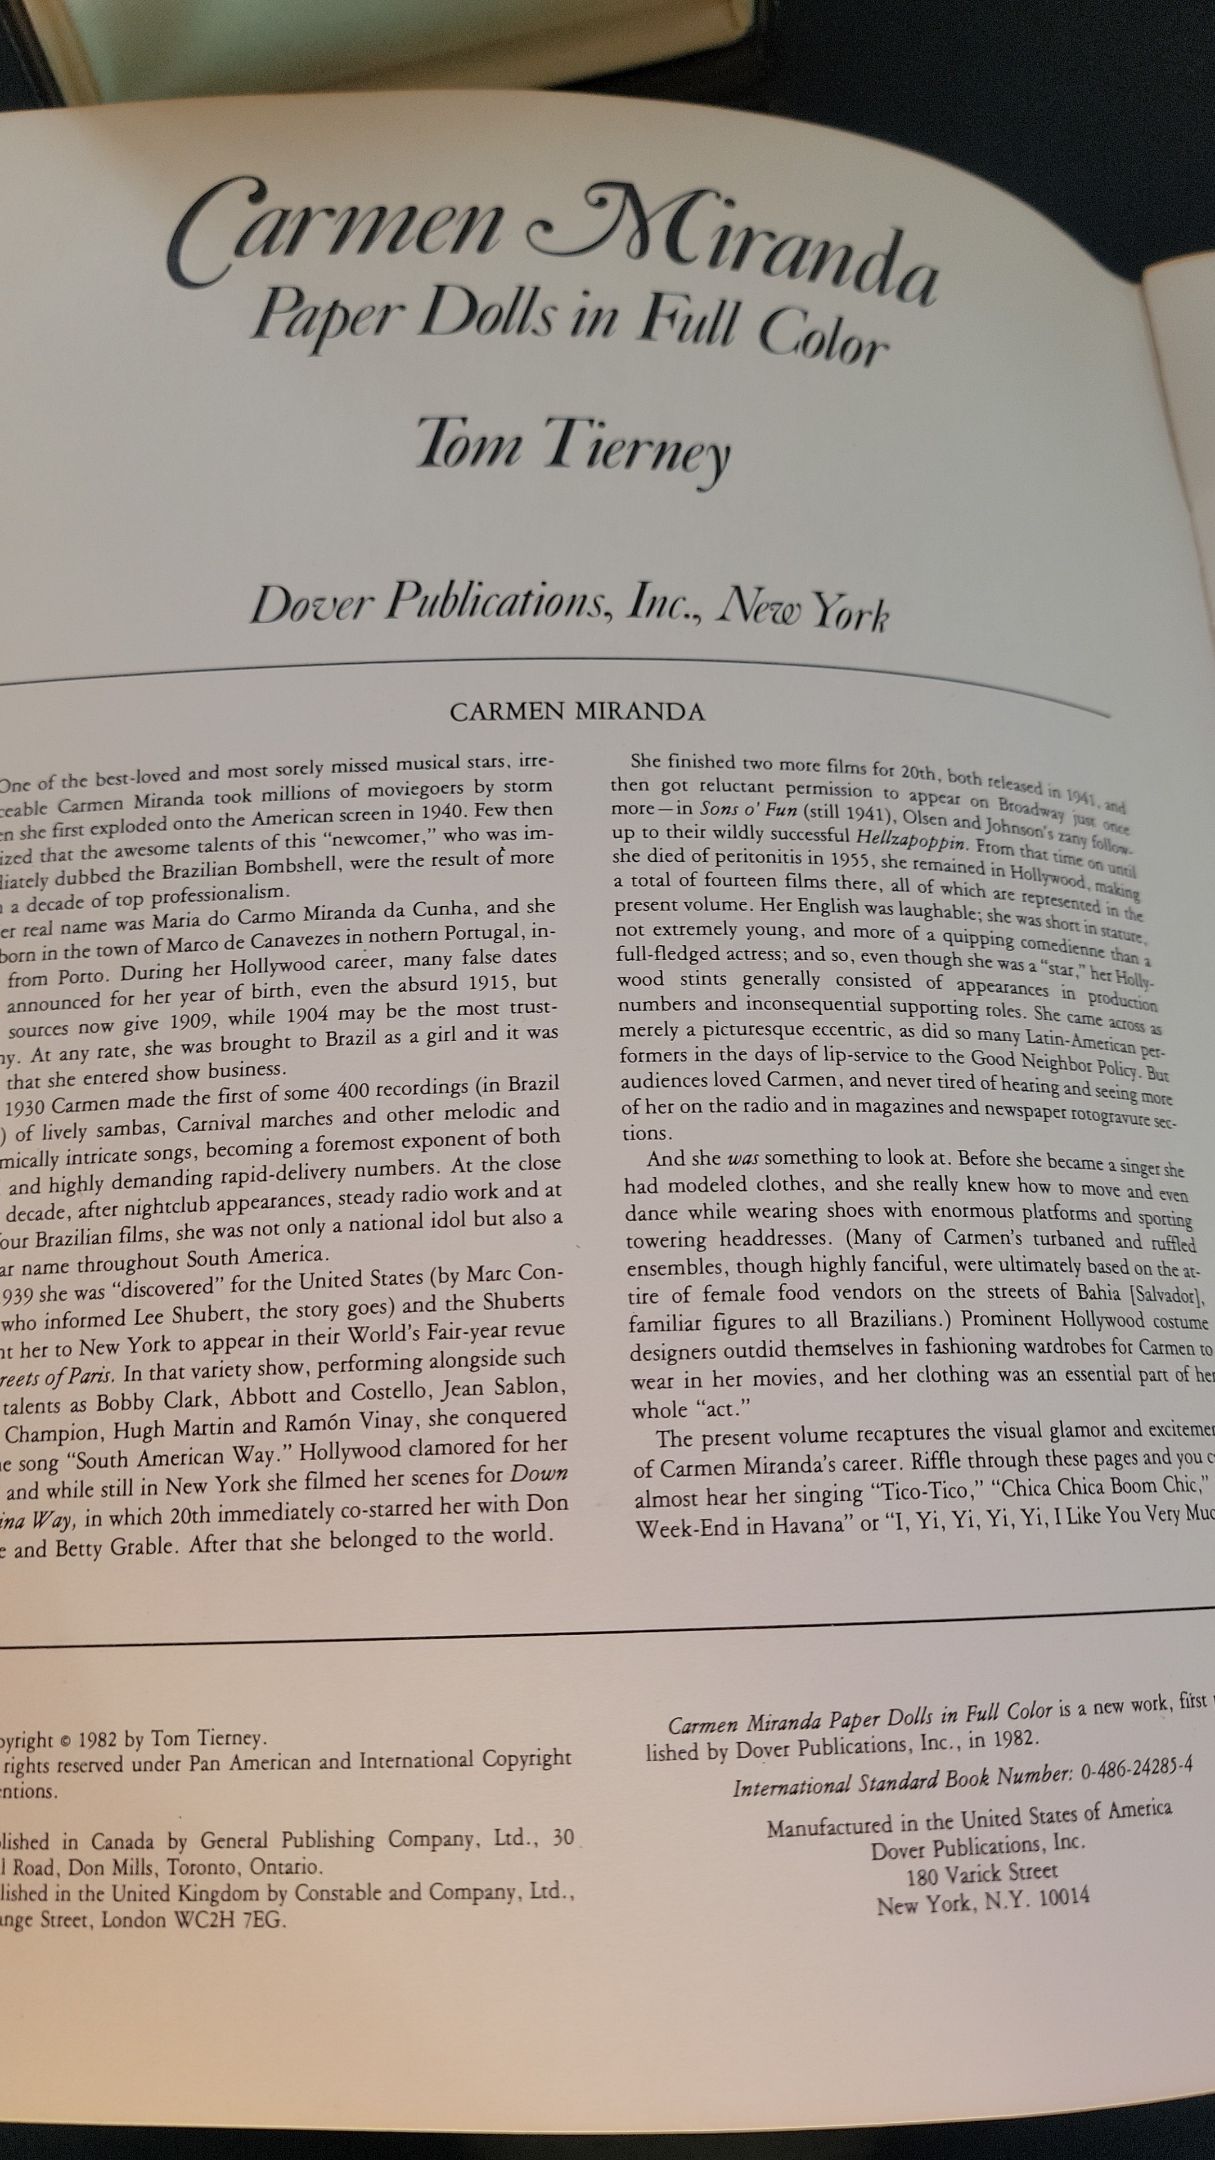 Carmen Miranda
Paper Dolls in Full Color
Tom Tierney
Dover Publications, Inc., New York
CARMEN MIRANDA
One of the best-loved and most sorely missed musical stars, irre-
ceable Carmen Miranda took millions of moviegoers by storm
en she first exploded onto the American screen in 1940. Few then
ized that the awesome talents of this "newcomer," who was im-
liately dubbed the Brazilian Bombshell, were the result of more
a decade of top professionalism.
er real name was Maria do Carmo Miranda da Cunha, and she
born in the town of Marco de Canavezes in nothern Portugal, in-
from Porto. During her Hollywood career, many false dates
announced for her year of birth, even the absurd 1915, but
sources now give 1909, while 1904 may be the most trust-
hy. At any rate, she was brought to Brazil as a girl and it was
that she entered show business.
1930 Carmen made the first of some 400 recordings (in Brazil
) of lively sambas, Carnival marches and other melodic and
mically intricate songs, becoming a foremost exponent of both
and highly demanding rapid-delivery numbers. At the close
decade, after nightclub appearances, steady radio work and at
our Brazilian films, she was not only a national idol but also a
ar name throughout South America.
939 she was "discovered" for the United States (by Marc Con-
who informed Lee Shubert, the story goes) and the Shuberts
ht her to New York to appear in their World's Fair-year revue
reets of Paris. In that variety show, performing alongside such
talents as Bobby Clark, Abbott and Costello, Jean Sablon,
Champion, Hugh Martin and Ramón Vinay, she conquered
e song "South American Way." Hollywood clamored for her
and while still in New York she filmed her scenes for Down
ina Way, in which 20th immediately co-starred her with Don
e and Betty Grable. After that she belonged to the world.
She finished two more films for 20th, both released in 1941, and
then got reluctant permission to appear on Broadway just once
more—in Sons o' Fun (still 1941), Olsen and Johnson's zany follow-
up to their wildly successful Hellzapoppin. From that time on until
she died of peritonitis in 1955, she remained in Hollywood, making
a total of fourteen films there, all of which are represented in the
present volume. Her English was laughable; she was short in stature,
not extremely young, and more of a quipping comedienne than a
full-fledged actress; and so, even though she was a "star," her Holly-
wood stints generally consisted of appearances in production
numbers and inconsequential supporting roles. She came across as
merely a picturesque eccentric, as did so many Latin-American per-
formers in the days of lip-service to the Good Neighbor Policy. But
audiences loved Carmen, and never tired of hearing and seeing more
of her on the radio and in magazines and newspaper rotogravure sec-
tions.
And she was something to look at. Before she became a singer she
had modeled clothes, and she really knew how to move and even
dance while wearing shoes with enormous platforms and sporting
towering headdresses. (Many of Carmen's turbaned and ruffled
ensembles, though highly fanciful, were ultimately based on the at-
tire of female food vendors on the streets of Bahia [Salvador],
familiar figures to all Brazilians.) Prominent Hollywood costume
designers outdid themselves in fashioning wardrobes for Carmen to
wear in her movies, and her clothing was an essential part of her
whole "act."
The present volume recaptures the visual glamor and excitemen
of Carmen Miranda's career. Riffle through these pages and you c
almost hear her singing "Tico-Tico," "Chica Chica Boom Chic,"
Week-End in Havana" or "I, Yi, Yi, Yi, Yi, I Like You Very Muc
pyright © 1982 by Tom Tierney.
rights reserved under Pan American and International Copyright
entions.
lished in Canada by General Publishing Company, Ltd., 30
l Road, Don Mills, Toronto, Ontario.
lished in the United Kingdom by Constable and Company, Ltd.,
ange Street, London WC2H 7EG.
Carmen Miranda Paper Dolls in Full Color is a new work, first
lished by Dover Publications, Inc., in 1982.
International Standard Book Number: 0-486-24285-4
Manufactured in the United States of America
Dover Publications, Inc.
180 Varick Street
New York, N.Y. 10014